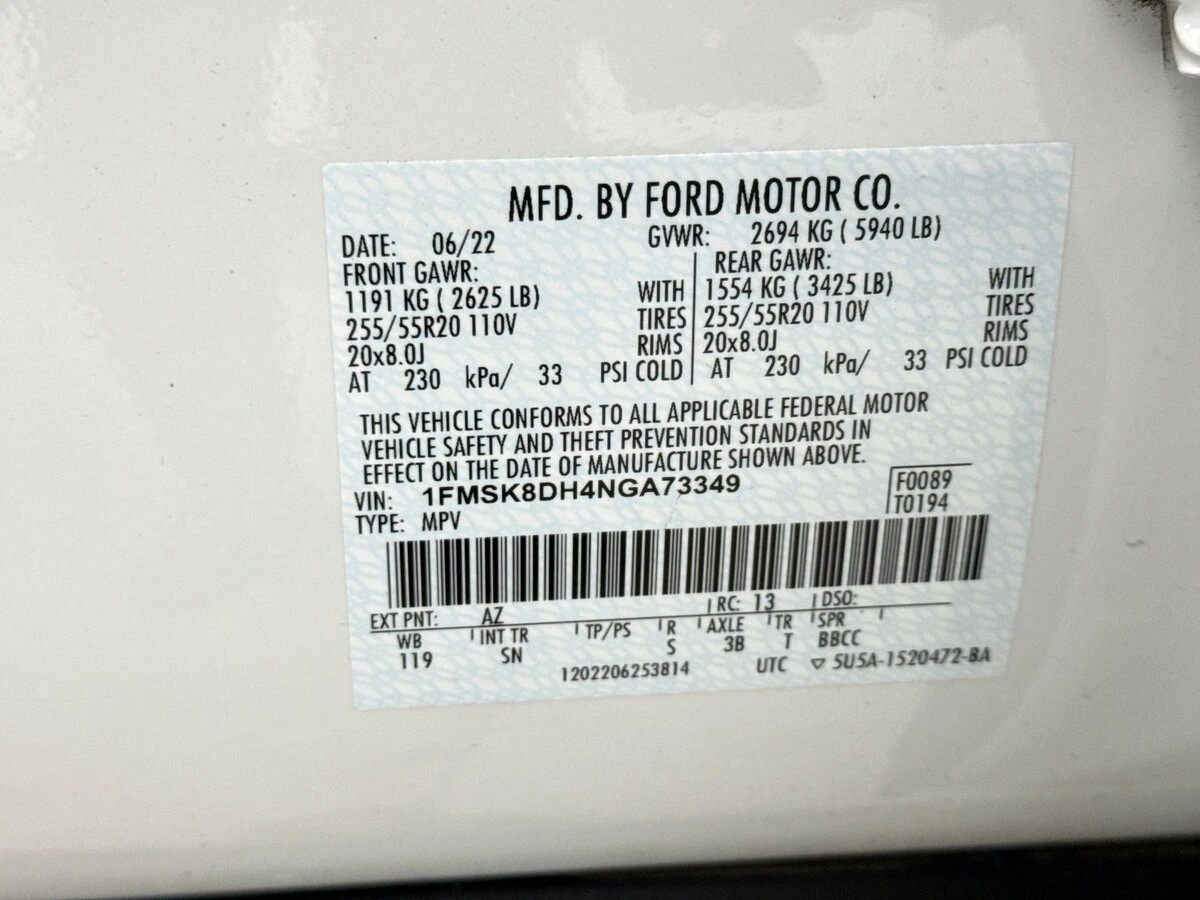 MFD. BY FORD MOTOR CO.
DATE: 06/22 GVWR: 2694 KG ( 5940 LB)
FRONT GAWR: REAR GAWR:
1191 KG ( 2625 LB) WITH 1554 KG ( 3425 LB) WITH
255/55R20 110V TIRES 255/55R20 110V TIRES
20x8.0J RIMS 20x8.0J RIMS
AT 230 kPa/ 33 PSI COLD AT 230 kPa/ 33 PSI COLD
THIS VEHICLE CONFORMS TO ALL APPLICABLE FEDERAL MOTOR
VEHICLE SAFETY AND THEFT PREVENTION STANDARDS IN
EFFECT ON THE DATE OF MANUFACTURE SHOWN ABOVE.
VIN: 1FMSK8DH4NGA73349 F0089
TYPE: MPV T0194
EXT PNT: AZ RC: 13 DSO:
WB INT TR TP/PS R AXLE TR SPR
119 SN S 3B T BBCC
1202206253814 UTC ▽ 5U5A-1520472-BA